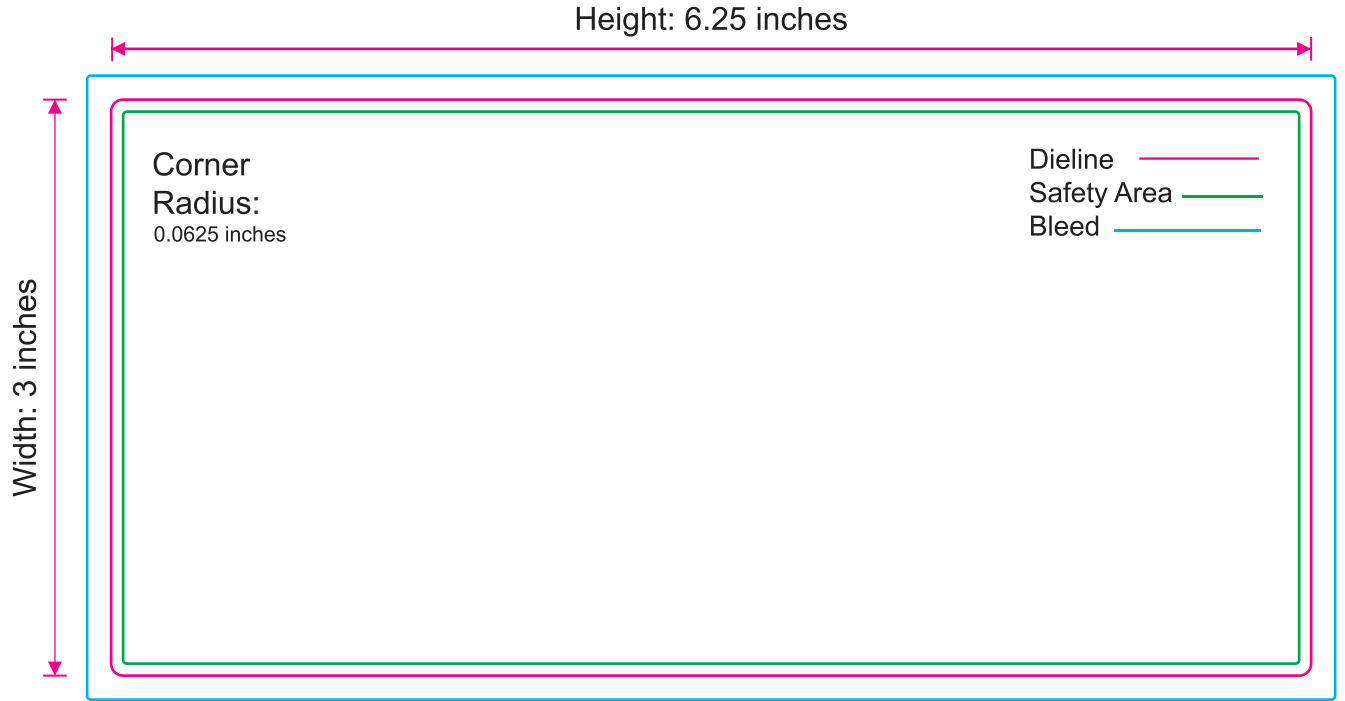 Height: 6.25 inches
Corner
Radius:
0.0625 inches
Dieline
Safety Area
Bleed
Width: 3 inches